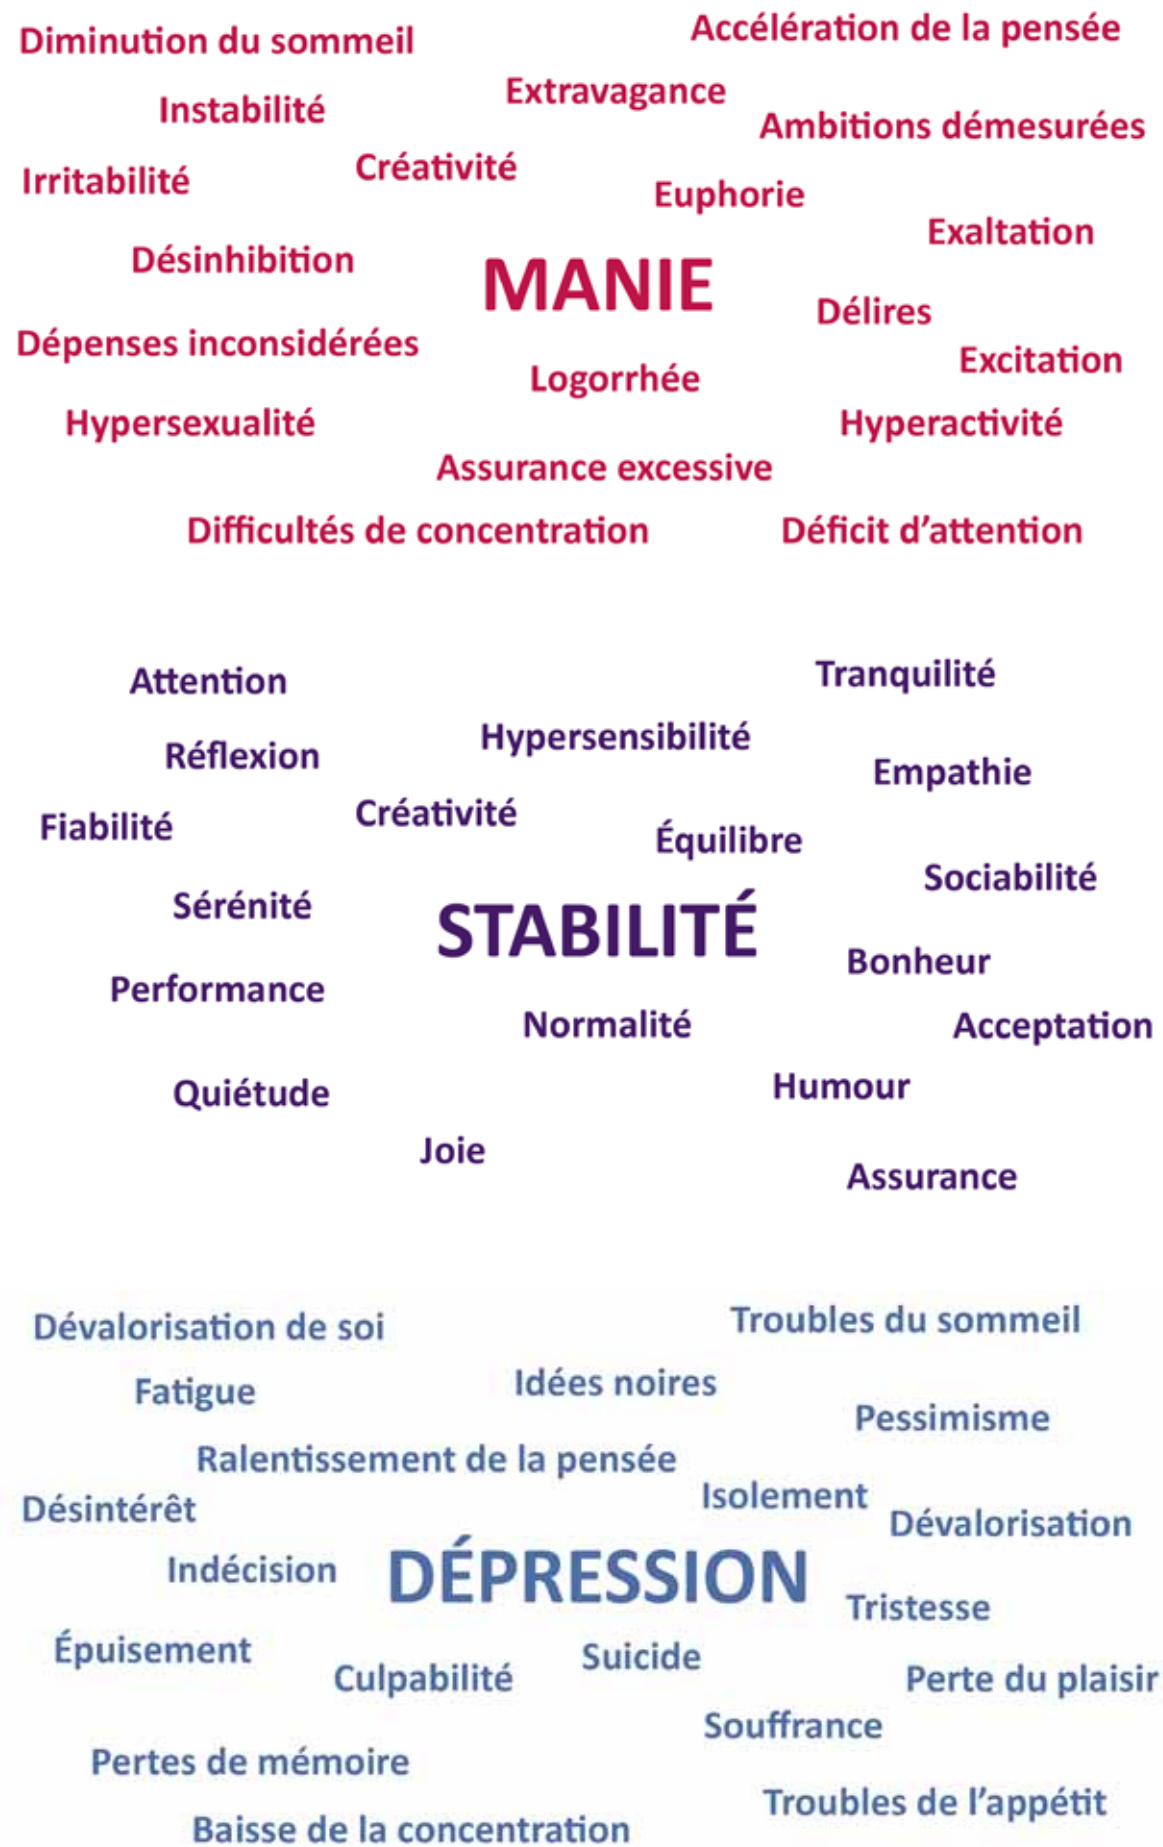 Diminution du sommeil
Accélération de la pensée
Instabilité
Extravagance
Ambitions démesurées
Irritabilité
Créativité
Euphorie
Exaltation
Désinhibition
MANIE
Délires
Dépenses inconsidérées
Logorrhée
Excitation
Hypersexualité
Hyperactivité
Assurance excessive
Difficultés de concentration
Déficit d’attention
Attention
Tranquilité
Réflexion
Hypersensibilité
Empathie
Fiabilité
Créativité
Équilibre
Sociabilité
Sérénité
STABILITÉ
Bonheur
Performance
Normalité
Acceptation
Quiétude
Humour
Joie
Assurance
Dévalorisation de soi
Troubles du sommeil
Fatigue
Idées noires
Pessimisme
Ralentissement de la pensée
Isolement
Désintérêt
Dévalorisation
Indécision
DÉPRESSION
Tristesse
Épuisement
Culpabilité
Suicide
Perte du plaisir
Souffrance
Pertes de mémoire
Troubles de l’appétit
Baisse de la concentration